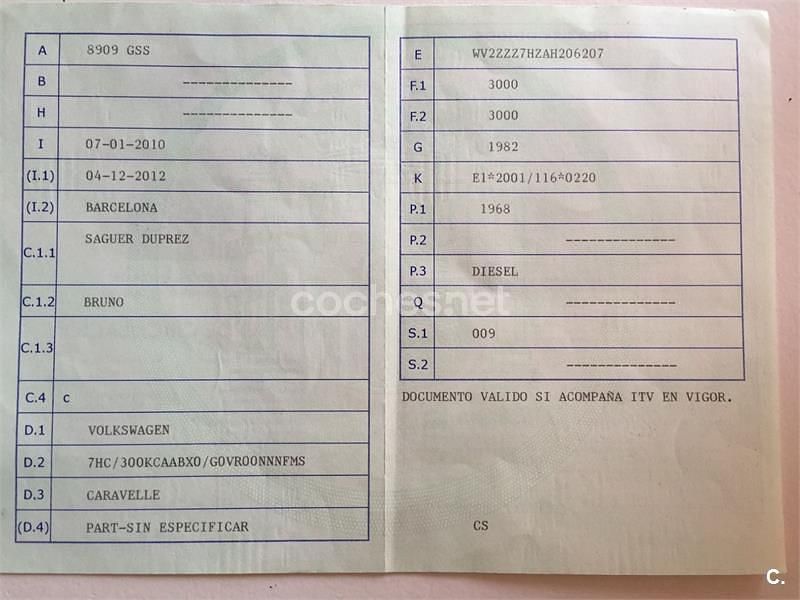 A 8909 GSS
B --------------
H --------------
I 07-01-2010
(I.1) 04-12-2012
(I.2) BARCELONA
C.1.1 SAGUER DUPREZ
C.1.2 BRUNO
C.1.3
C.4 c
D.1 VOLKSWAGEN
D.2 7HC/300KCAABX0/G0VR00NNNFMS
D.3 CARAVELLE
(D.4) PART-SIN ESPECIFICAR
E WV2ZZZ7HZAH206207
F.1 3000
F.2 3000
G 1982
K E1*2001/116*0220
P.1 1968
P.2 --------------
P.3 DIESEL
Q --------------
S.1 009
S.2 --------------
DOCUMENTO VALIDO SI ACOMPAÑA ITV EN VIGOR.
CS
coches.net
C.